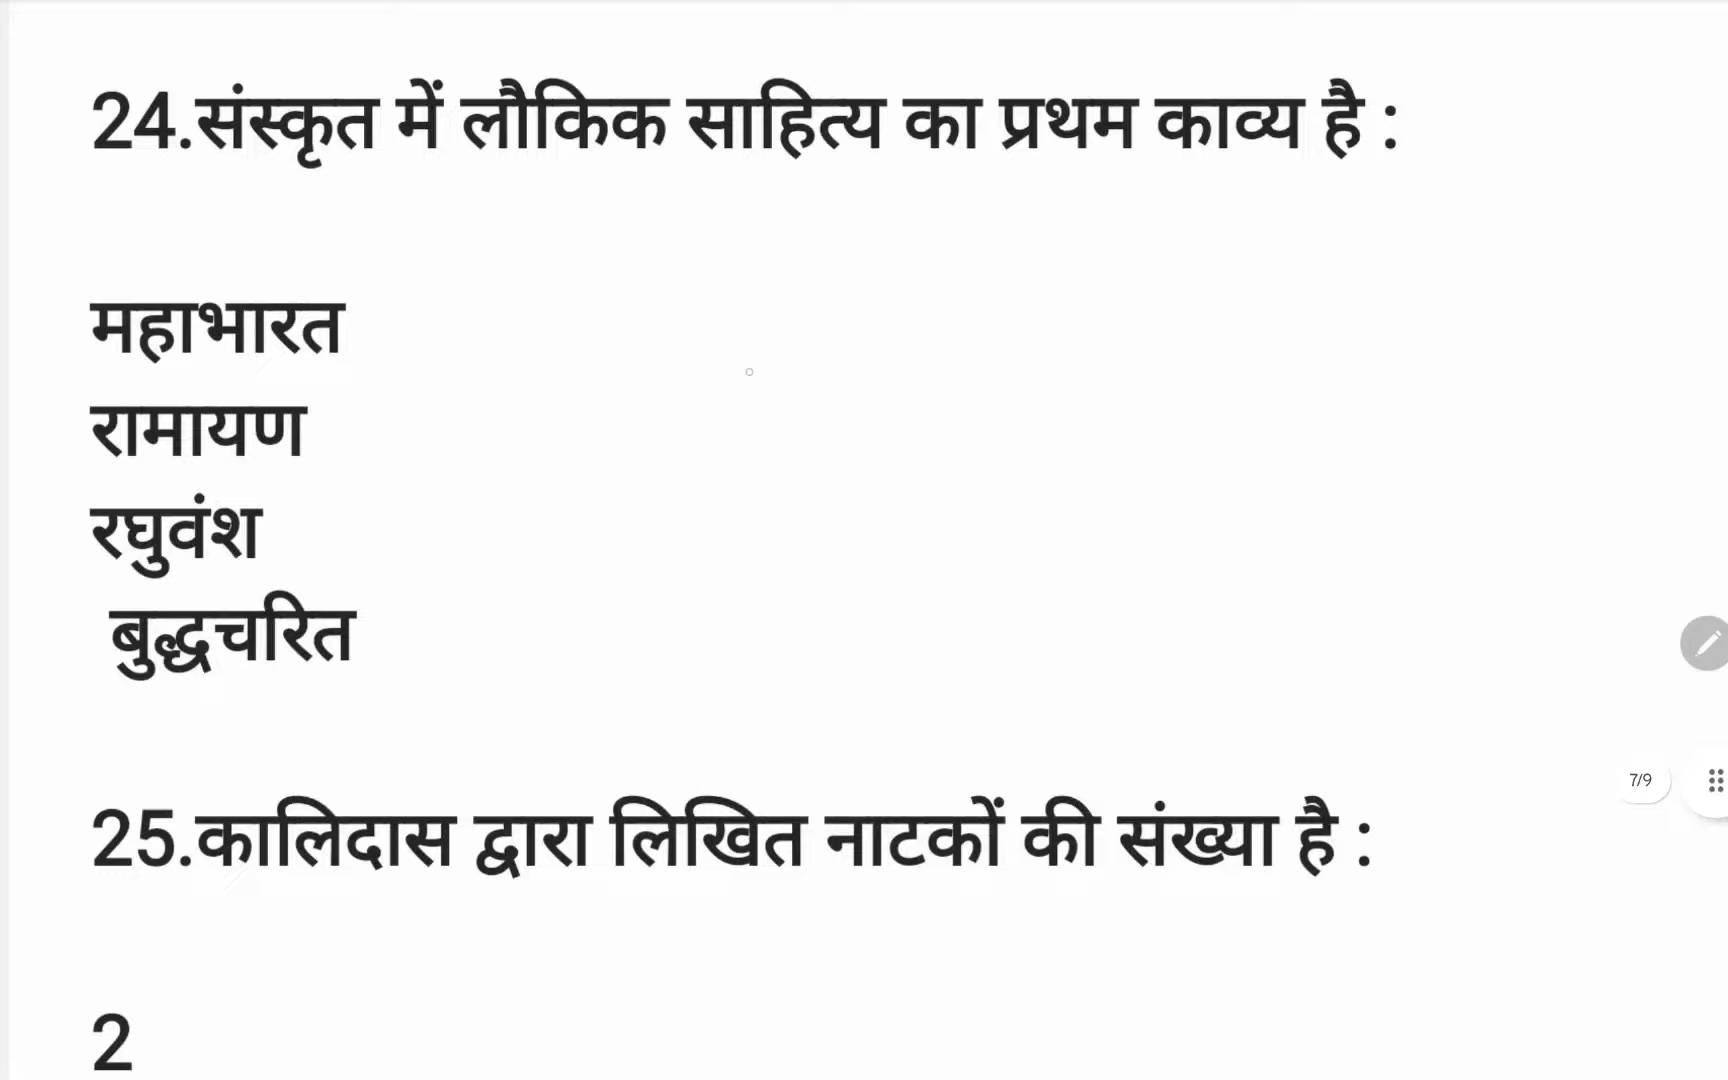 24.संस्कृत में लौकिक साहित्य का प्रथम काव्य है :
महाभारत
रामायण
रघुवंश
बुद्धचरित
7/9
25.कालिदास द्वारा लिखित नाटकों की संख्या है :
2